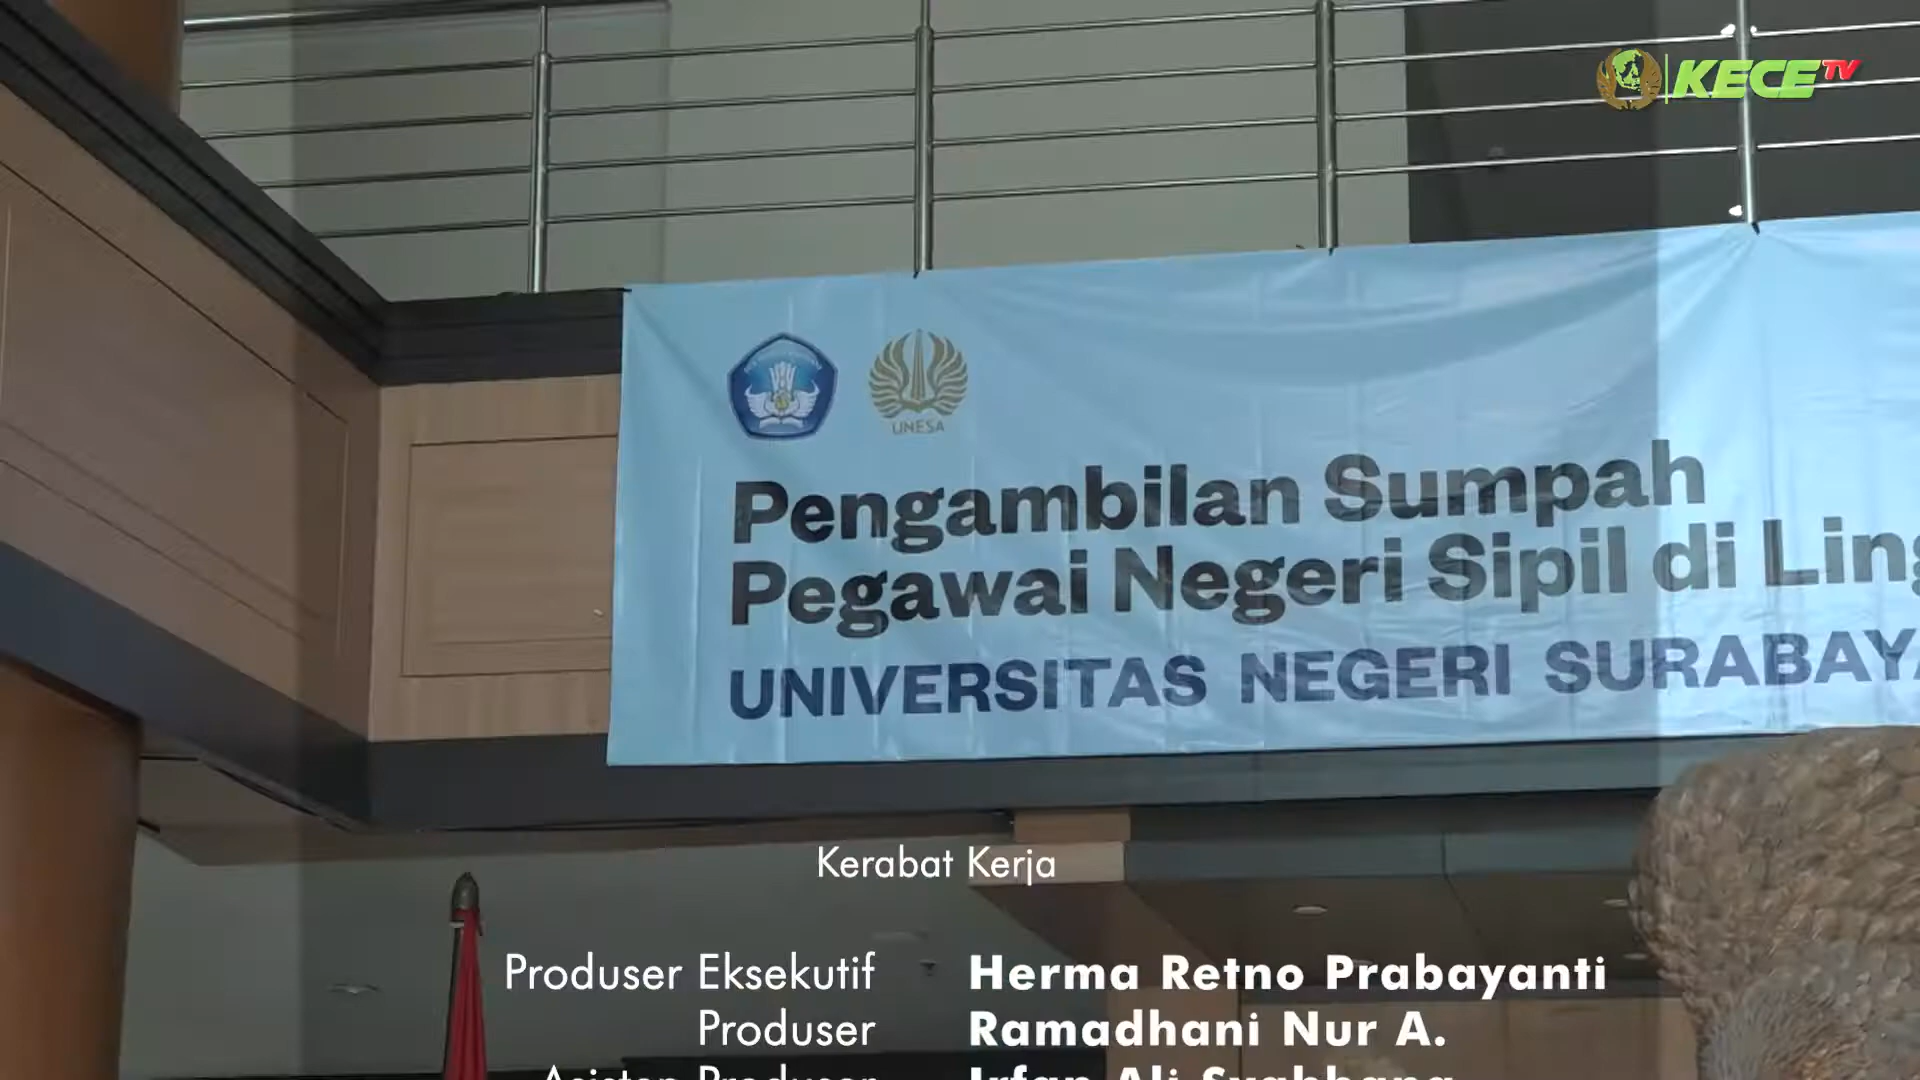 KECE TV
UNESA
Pengambilan Sumpah
Pegawai Negeri Sipil di
UNIVERSITAS NEGERI SURABAYA
Kerabat Kerja
Produser Eksekutif Herma Retno Prabayanti
Produser Ramadhani Nur A.